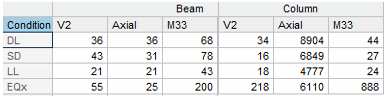 Beam Column
Condition V2 Axial M33 V2 Axial M33
DL 36 36 68 34 8904 44
SD 43 31 78 16 6849 27
LL 21 21 43 18 4777 24
EQx 55 25 200 218 6110 888